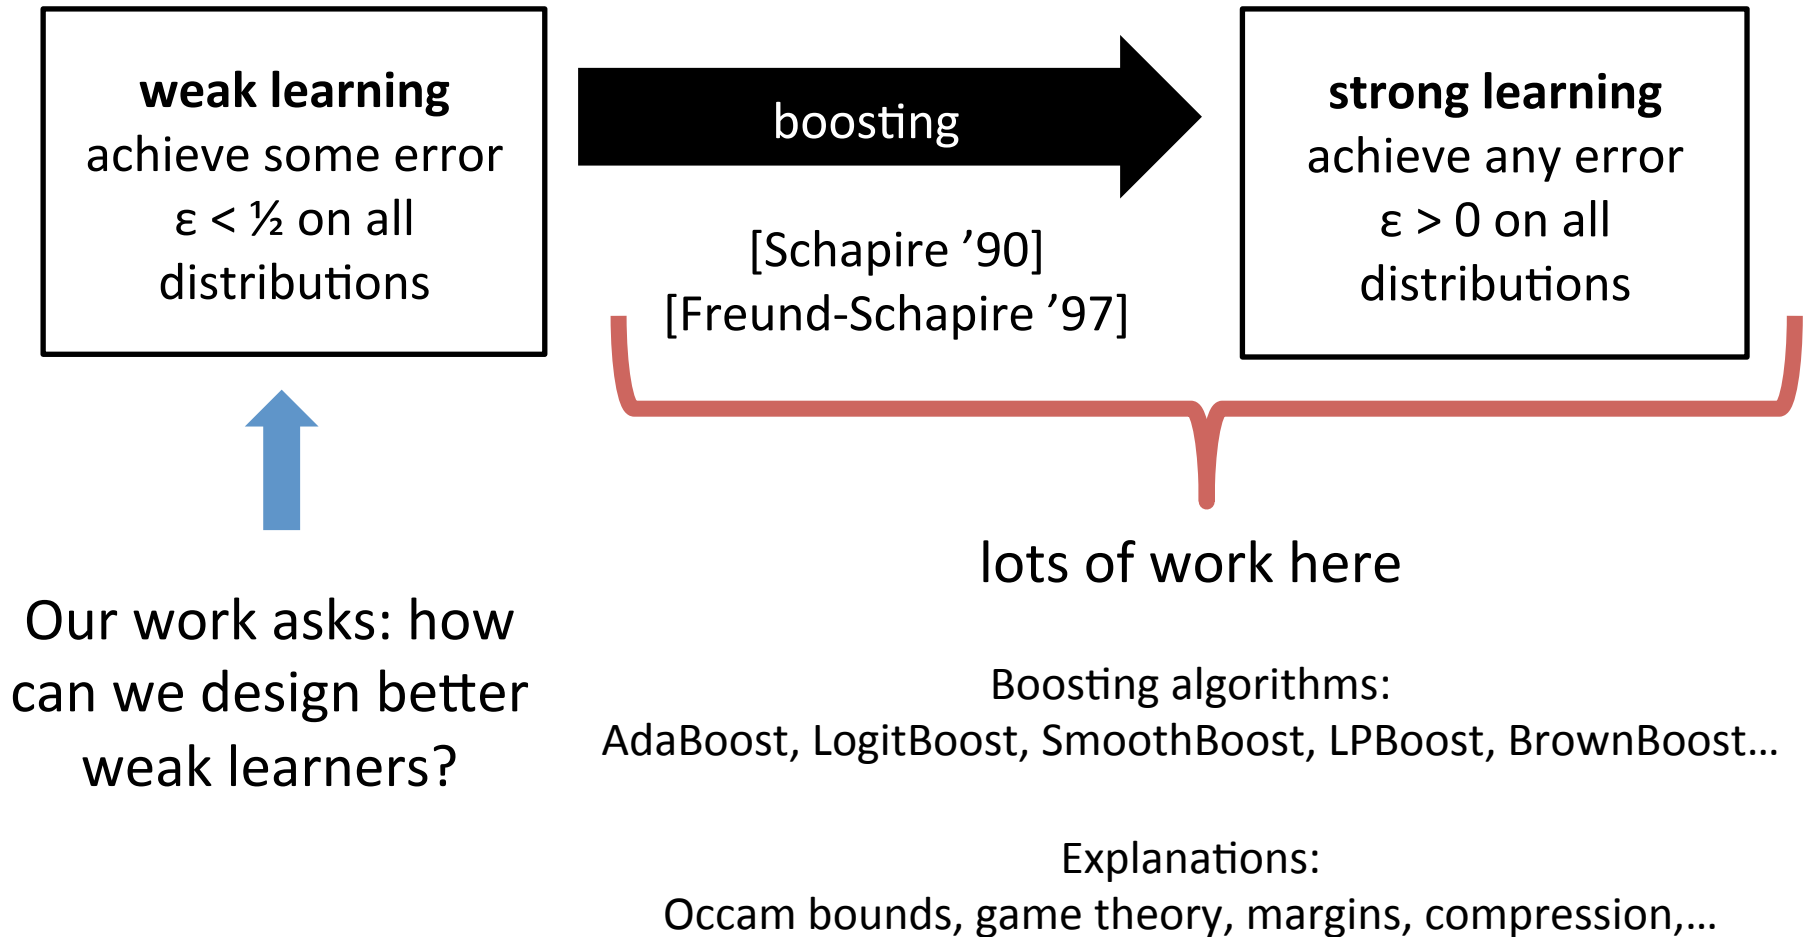 weak learning
achieve some error
ε < ½ on all
distributions
boosting
[Schapire ’90]
[Freund-Schapire ’97]
strong learning
achieve any error
ε > 0 on all
distributions
Our work asks: how
can we design better
weak learners?
lots of work here
Boosting algorithms:
AdaBoost, LogitBoost, SmoothBoost, LPBoost, BrownBoost…
Explanations:
Occam bounds, game theory, margins, compression,…